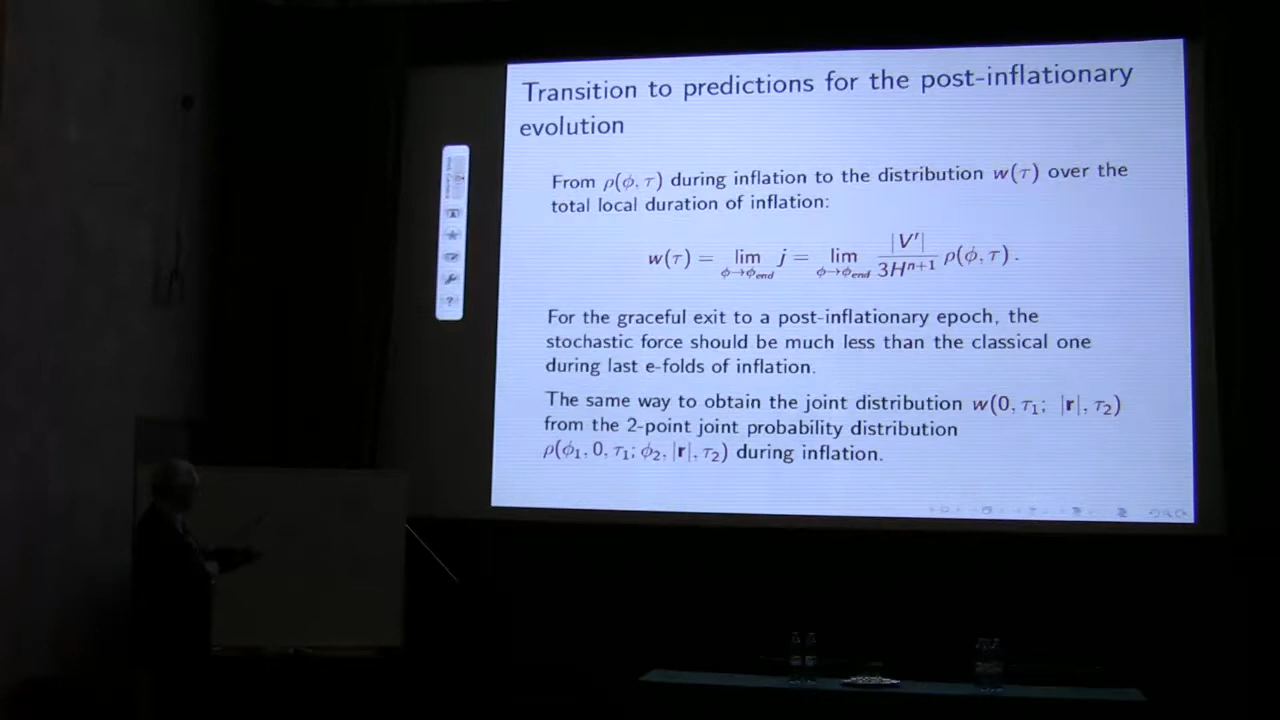 Transition to predictions for the post-inflationary
evolution
From ρ(ϕ, τ) during inflation to the distribution w(τ) over the
total local duration of inflation:
w(τ) = lim_{ϕ→ϕ_end} j = lim_{ϕ→ϕ_end} |V′| / 3H^{n+1} ρ(ϕ, τ) .
For the graceful exit to a post-inflationary epoch, the
stochastic force should be much less than the classical one
during last e-folds of inflation.
The same way to obtain the joint distribution w(0, τ₁; |r|, τ₂)
from the 2-point joint probability distribution
ρ(ϕ₁, 0, τ₁; ϕ₂, |r|, τ₂) during inflation.